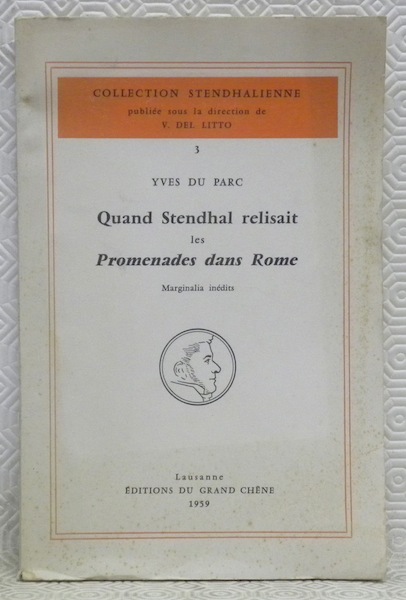 COLLECTION STENDHALIENNE
publiée sous la direction de
V. DEL LITTO
3
YVES DU PARC
Quand Stendhal relisait
les
Promenades dans Rome
Marginalia inédits
Lausanne
ÉDITIONS DU GRAND CHÊNE
1959